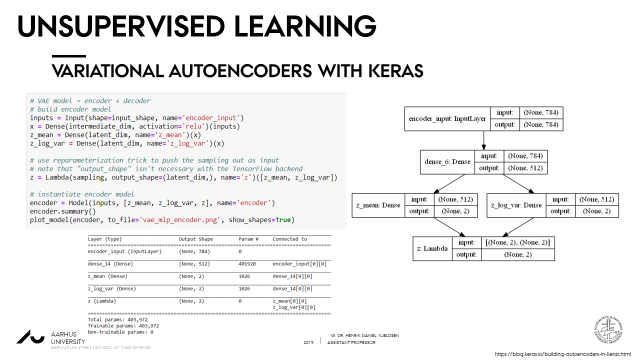 UNSUPERVISED LEARNING
VARIATIONAL AUTOENCODERS WITH KERAS
# VAE model = encoder + decoder
# build encoder model
inputs = Input(shape=input_shape, name='encoder_input')
x = Dense(intermediate_dim, activation='relu')(inputs)
z_mean = Dense(latent_dim, name='z_mean')(x)
z_log_var = Dense(latent_dim, name='z_log_var')(x)
# use reparameterization trick to push the sampling out as input
# note that "output_shape" isn't necessary with the TensorFlow backend
z = Lambda(sampling, output_shape=(latent_dim,), name='z')([z_mean, z_log_var])
# instantiate encoder model
encoder = Model(inputs, [z_mean, z_log_var, z], name='encoder')
encoder.summary()
plot_model(encoder, to_file='vae_mlp_encoder.png', show_shapes=True)
Layer (type) Output Shape Param # Connected to
encoder_input (InputLayer) (None, 784) 0
dense_14 (Dense) (None, 512) 401920 encoder_input[0][0]
z_mean (Dense) (None, 2) 1026 dense_14[0][0]
z_log_var (Dense) (None, 2) 1026 dense_14[0][0]
z (Lambda) (None, 2) 0 z_mean[0][0]
z_log_var[0][0]
Total params: 403,972
Trainable params: 403,972
Non-trainable params: 0
encoder_input: InputLayer input: (None, 784)
output: (None, 784)
dense_6: Dense input: (None, 784)
output: (None, 512)
z_mean: Dense input: (None, 512)
output: (None, 2)
z_log_var: Dense input: (None, 512)
output: (None, 2)
z: Lambda input: [(None, 2), (None, 2)]
output: (None, 2)
AARHUS
UNIVERSITY
AARHUS UNIVERSITY SCHOOL OF ENGINEERING
2019
DR. HENRIK DANIEL KJELDSEN
ASSISTANT PROFESSOR
https://blog.keras.io/building-autoencoders-in-keras.html